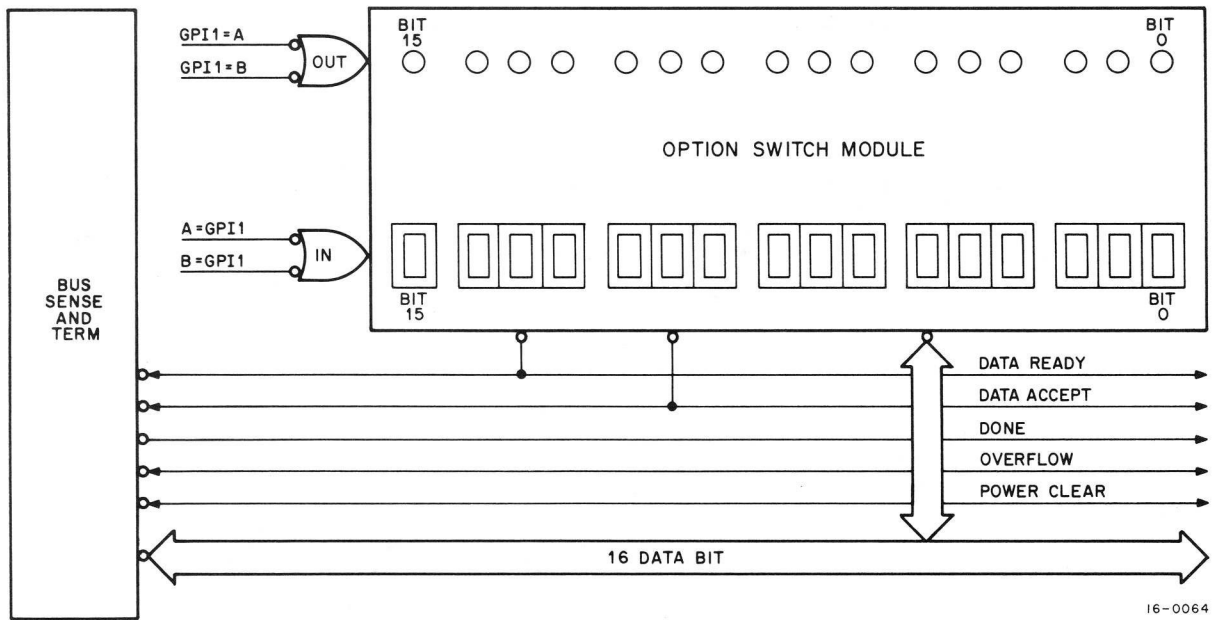 GPI1=A
GPI1=B
OUT
BIT
15
BIT
0
OPTION SWITCH MODULE
A=GPI1
B=GPI1
IN
BIT
15
BIT
0
BUS
SENSE
AND
TERM
DATA READY
DATA ACCEPT
DONE
OVERFLOW
POWER CLEAR
16 DATA BIT
16-0064